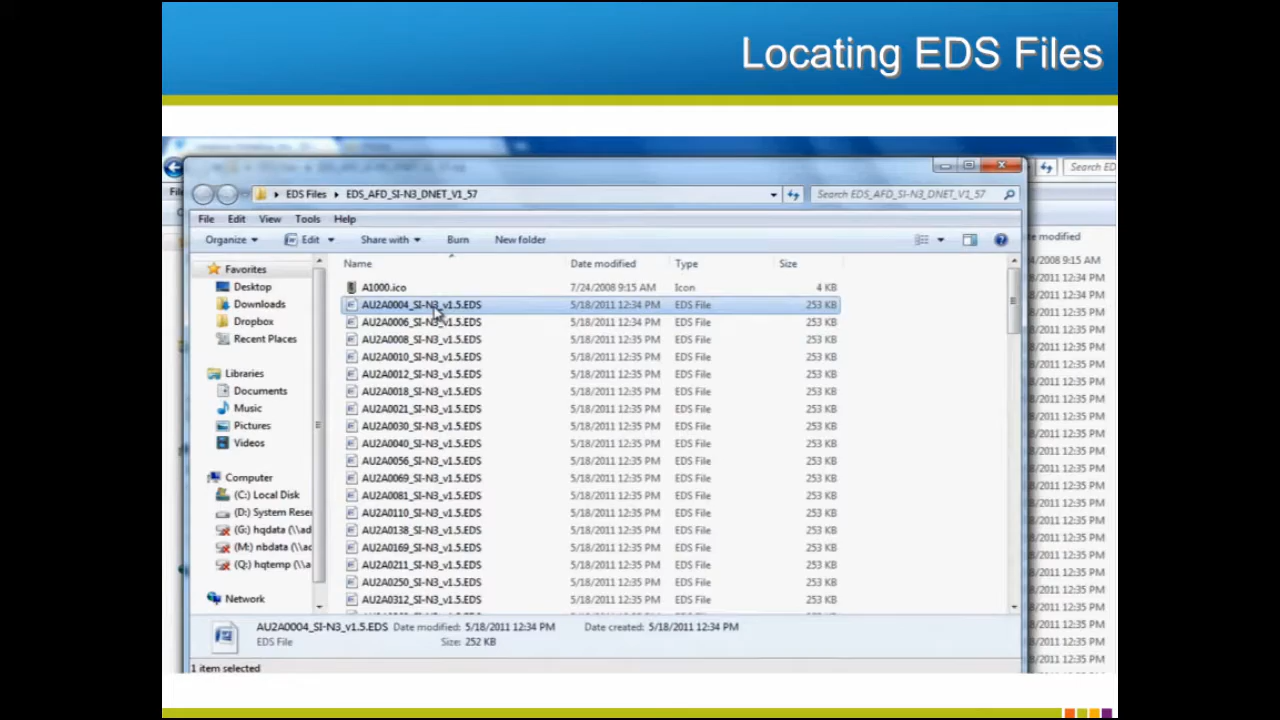 Locating EDS Files
EDS Files EDS_AFD_SI-N3_DNET_V1_57 Search EDS_AFD_SI-N3_DNET_V1_57
Search ED
File Edit View Tools Help
Organize Edit Share with Burn New folder
Name Date modified Type Size
Favorites
Desktop
Downloads
Dropbox
Recent Places
Libraries
Documents
Music
Pictures
Videos
Computer
(C:) Local Disk
(D:) System Rese
(G:) hqdata (\\ad
(M:) nbdata (\\ac
(Q:) hqtemp (\\a
Network
A1000.ico 7/24/2008 9:15 AM Icon 4 KB
AU2A0004_SI-N3_v1.5.EDS 5/18/2011 12:34 PM EDS File 253 KB
AU2A0006_SI-N3_v1.5.EDS 5/18/2011 12:34 PM EDS File 253 KB
AU2A0008_SI-N3_v1.5.EDS 5/18/2011 12:35 PM EDS File 253 KB
AU2A0010_SI-N3_v1.5.EDS 5/18/2011 12:35 PM EDS File 253 KB
AU2A0012_SI-N3_v1.5.EDS 5/18/2011 12:35 PM EDS File 253 KB
AU2A0018_SI-N3_v1.5.EDS 5/18/2011 12:35 PM EDS File 253 KB
AU2A0021_SI-N3_v1.5.EDS 5/18/2011 12:35 PM EDS File 253 KB
AU2A0030_SI-N3_v1.5.EDS 5/18/2011 12:35 PM EDS File 253 KB
AU2A0040_SI-N3_v1.5.EDS 5/18/2011 12:35 PM EDS File 253 KB
AU2A0056_SI-N3_v1.5.EDS 5/18/2011 12:35 PM EDS File 253 KB
AU2A0069_SI-N3_v1.5.EDS 5/18/2011 12:35 PM EDS File 253 KB
AU2A0081_SI-N3_v1.5.EDS 5/18/2011 12:35 PM EDS File 253 KB
AU2A0110_SI-N3_v1.5.EDS 5/18/2011 12:35 PM EDS File 253 KB
AU2A0138_SI-N3_v1.5.EDS 5/18/2011 12:35 PM EDS File 253 KB
AU2A0169_SI-N3_v1.5.EDS 5/18/2011 12:35 PM EDS File 253 KB
AU2A0211_SI-N3_v1.5.EDS 5/18/2011 12:35 PM EDS File 253 KB
AU2A0250_SI-N3_v1.5.EDS 5/18/2011 12:35 PM EDS File 253 KB
AU2A0312_SI-N3_v1.5.EDS 5/18/2011 12:35 PM EDS File 253 KB
AU2A0004_SI-N3_v1.5.EDS Date modified: 5/18/2011 12:34 PM Date created: 5/18/2011 12:34 PM
EDS File Size: 252 KB
1 item selected